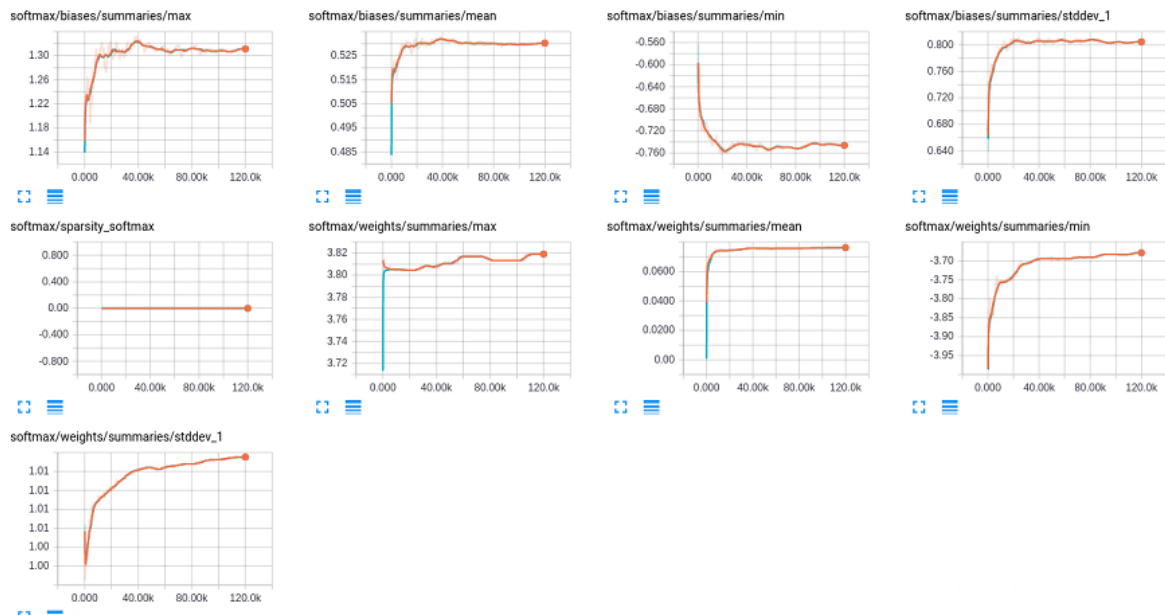 softmax/biases/summaries/max
1.30
1.26
1.22
1.18
1.14
0.000 40.00k 80.00k 120.0k
softmax/biases/summaries/mean
0.525
0.515
0.505
0.495
0.485
0.000 40.00k 80.00k 120.0k
softmax/biases/summaries/min
-0.560
-0.600
-0.640
-0.680
-0.720
-0.760
0.000 40.00k 80.00k 120.0k
softmax/biases/summaries/stddev_1
0.800
0.760
0.720
0.680
0.640
0.000 40.00k 80.00k 120.0k
softmax/sparsity_softmax
0.800
0.400
0.00
-0.400
-0.800
0.000 40.00k 80.00k 120.0k
softmax/weights/summaries/max
3.82
3.80
3.78
3.76
3.74
3.72
0.000 40.00k 80.00k 120.0k
softmax/weights/summaries/mean
0.0600
0.0400
0.0200
0.00
0.000 40.00k 80.00k 120.0k
softmax/weights/summaries/min
-3.70
-3.75
-3.80
-3.85
-3.90
-3.95
0.000 40.00k 80.00k 120.0k
softmax/weights/summaries/stddev_1
1.01
1.01
1.01
1.01
1.00
1.00
0.000 40.00k 80.00k 120.0k